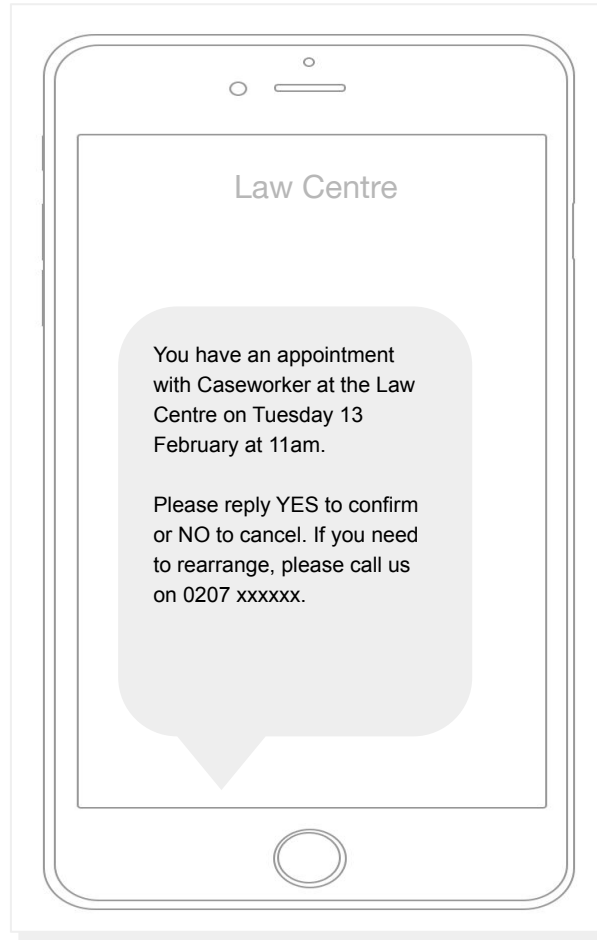 Law Centre
You have an appointment
with Caseworker at the Law
Centre on Tuesday 13
February at 11am.
Please reply YES to confirm
or NO to cancel. If you need
to rearrange, please call us
on 0207 xxxxxx.